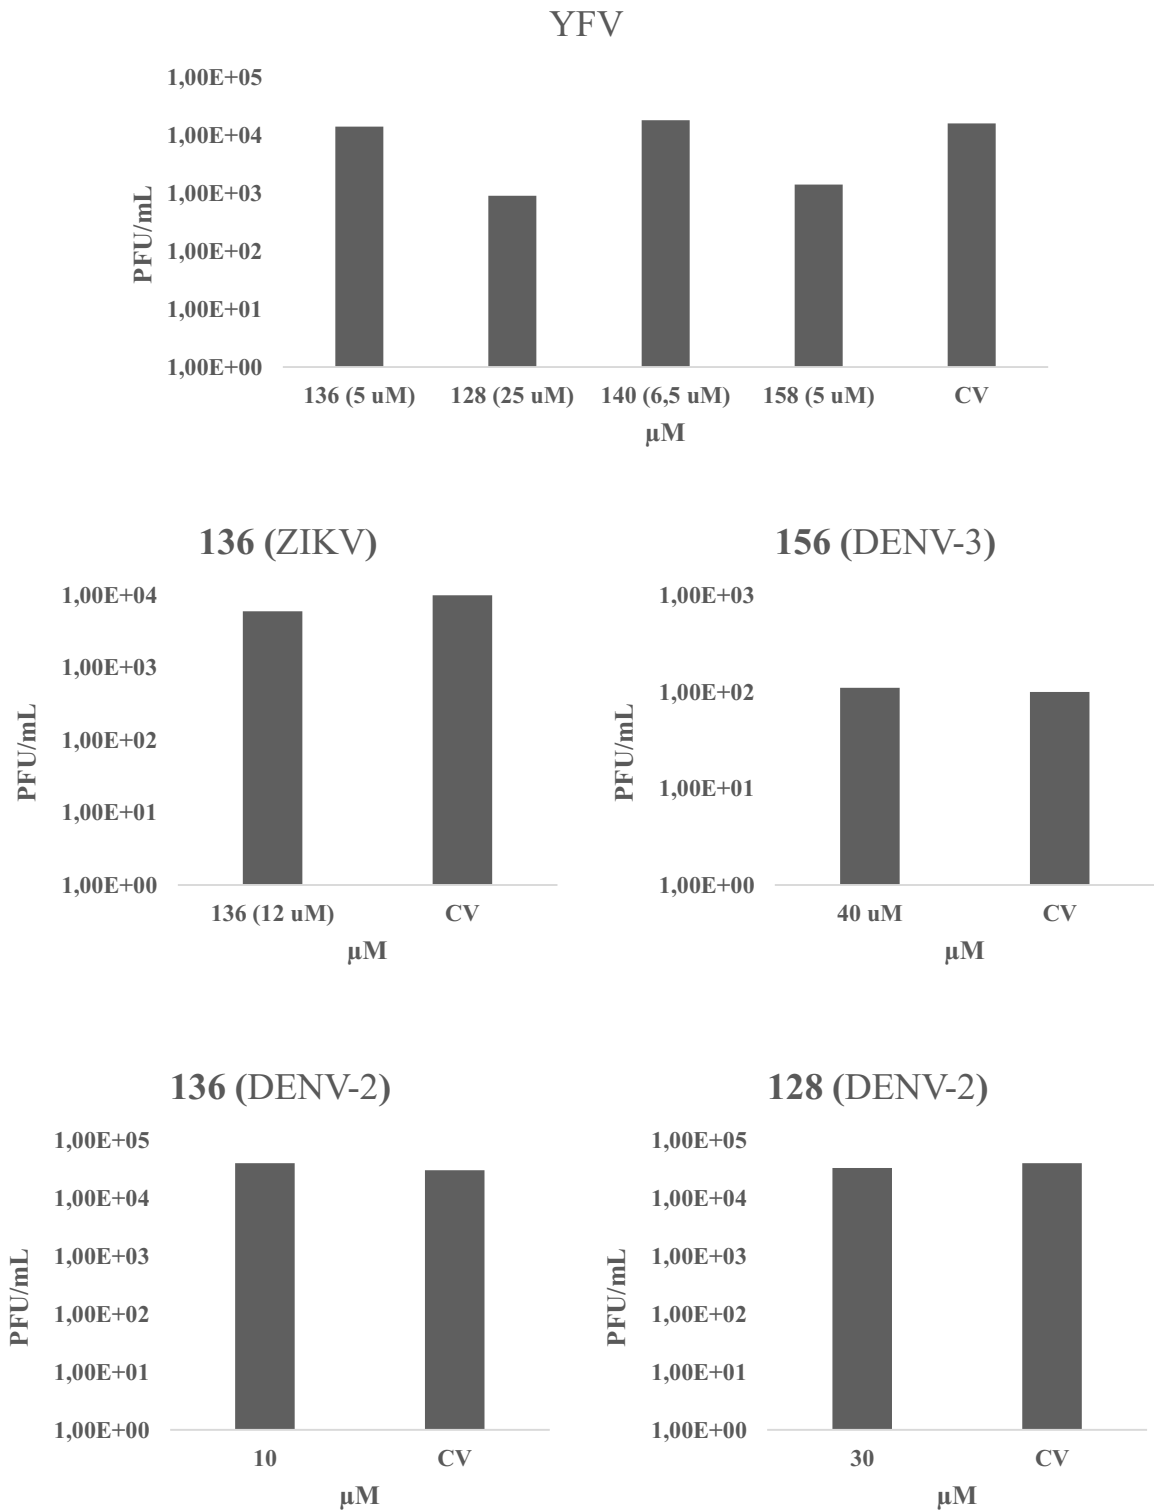 YFV
1,00E+05
1,00E+04
1,00E+03
1,00E+02
1,00E+01
1,00E+00
PFU/mL
136 (5 uM) 128 (25 uM) 140 (6,5 uM) 158 (5 uM) CV
µM
136 (ZIKV)
1,00E+04
1,00E+03
1,00E+02
1,00E+01
1,00E+00
PFU/mL
136 (12 uM) CV
µM
156 (DENV-3)
1,00E+03
1,00E+02
1,00E+01
1,00E+00
PFU/mL
40 uM CV
µM
136 (DENV-2)
1,00E+05
1,00E+04
1,00E+03
1,00E+02
1,00E+01
1,00E+00
PFU/mL
10 CV
µM
128 (DENV-2)
1,00E+05
1,00E+04
1,00E+03
1,00E+02
1,00E+01
1,00E+00
PFU/mL
30 CV
µM